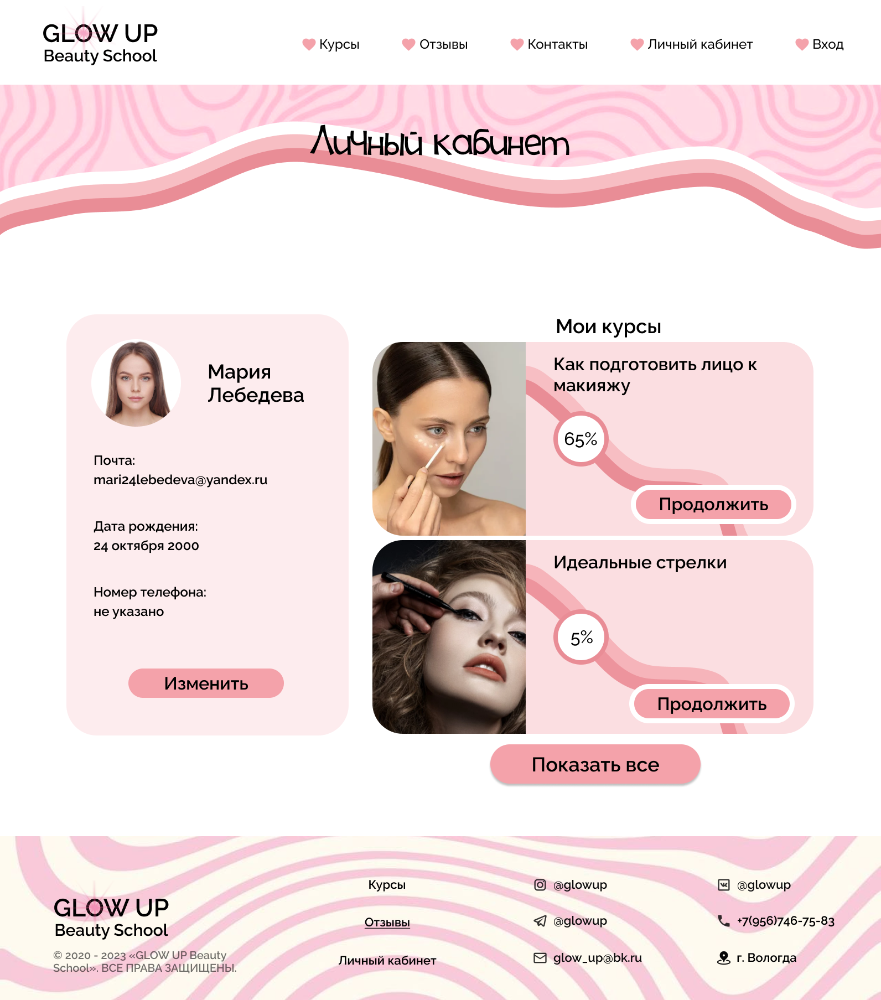 GLOW UP
Beauty School
Курсы
Отзывы
Контакты
Личный кабинет
Вход
Личный кабинет
Мария
Лебедева
Почта:
mari24lebedeva@yandex.ru
Дата рождения:
24 октября 2000
Номер телефона:
не указано
Изменить
Мои курсы
Как подготовить лицо к
макияжу
65%
Продолжить
Идеальные стрелки
5%
Продолжить
Показать все
GLOW UP
Beauty School
© 2020 - 2023 «GLOW UP Beauty
School». ВСЕ ПРАВА ЗАЩИЩЕНЫ.
Курсы
Отзывы
Личный кабинет
@glowup
@glowup
glow_up@bk.ru
@glowup
+7(956)746-75-83
г. Вологда